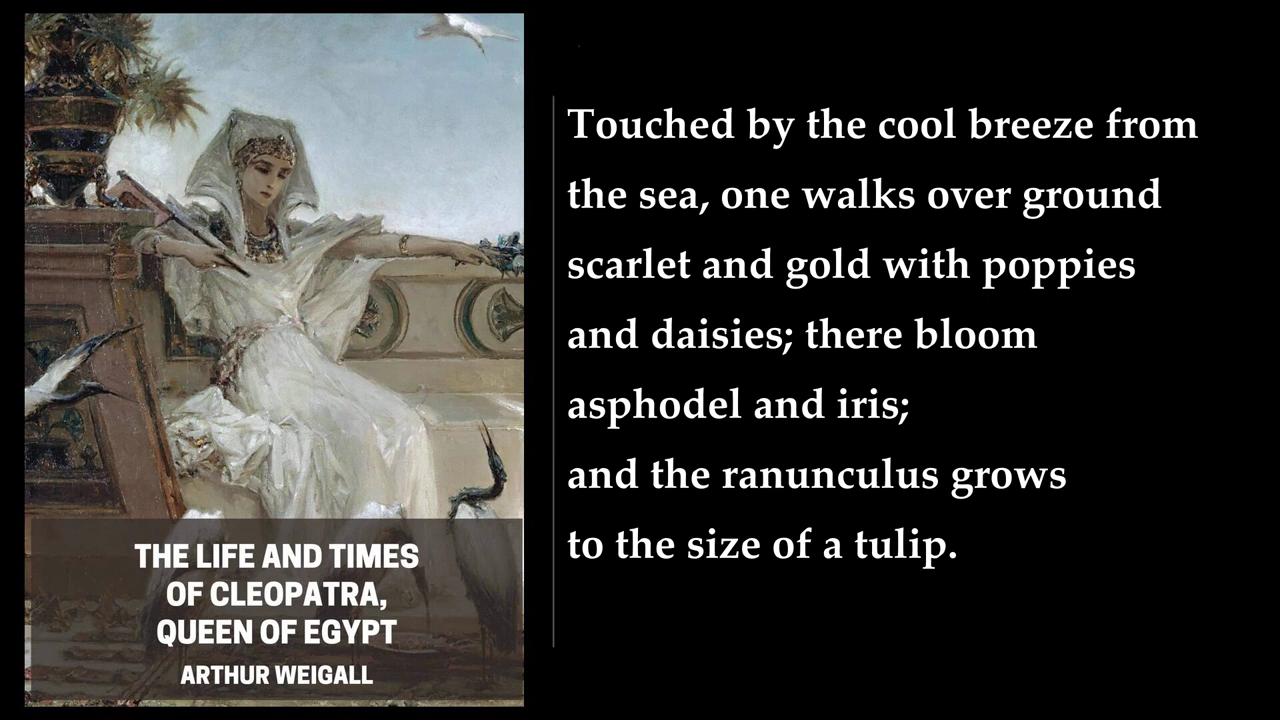 THE LIFE AND TIMES
OF CLEOPATRA,
QUEEN OF EGYPT
ARTHUR WEIGALL
Touched by the cool breeze from
the sea, one walks over ground
scarlet and gold with poppies
and daisies; there bloom
asphodel and iris;
and the ranunculus grows
to the size of a tulip.